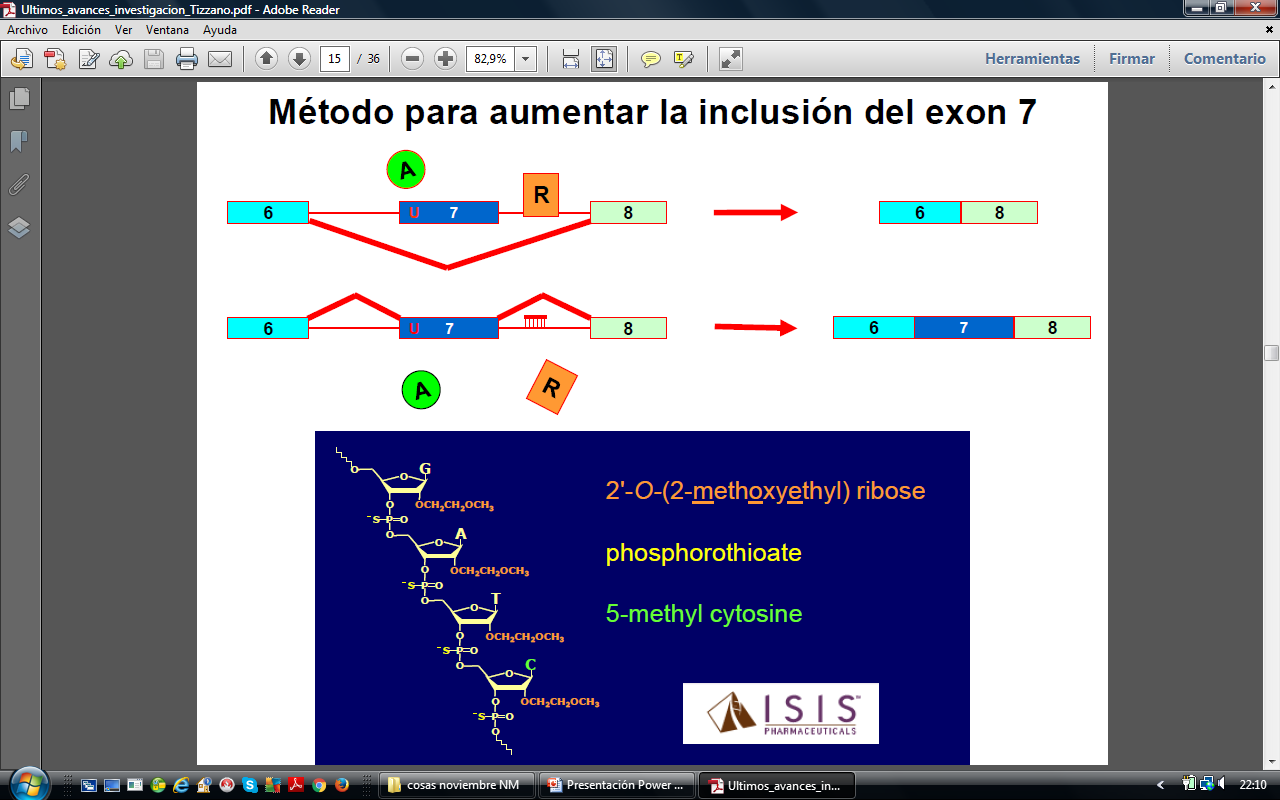 Ultimos_avances_investigacion_Tizzano.pdf - Adobe Reader
Archivo Edición Ver Ventana Ayuda
15 / 36 82,9% Herramientas Firmar Comentario
Método para aumentar la inclusión del exon 7
A
R
6 U 7 8 6 8
6 U 7 8 6 7 8
A
R
O O G
O OCH₂CH₂OCH₃
⁻S-P=O
O O A
O OCH₂CH₂OCH₃
⁻S-P=O
O O T
O OCH₂CH₂OCH₃
⁻S-P=O
O O C
O OCH₂CH₂OCH₃
⁻S-P=O
O
2'-O-(2-methoxyethyl) ribose
phosphorothioate
5-methyl cytosine
ISIS™
PHARMACEUTICALS
cosas noviembre NM Presentación Power ... Ultimos_avances_in... 22:10